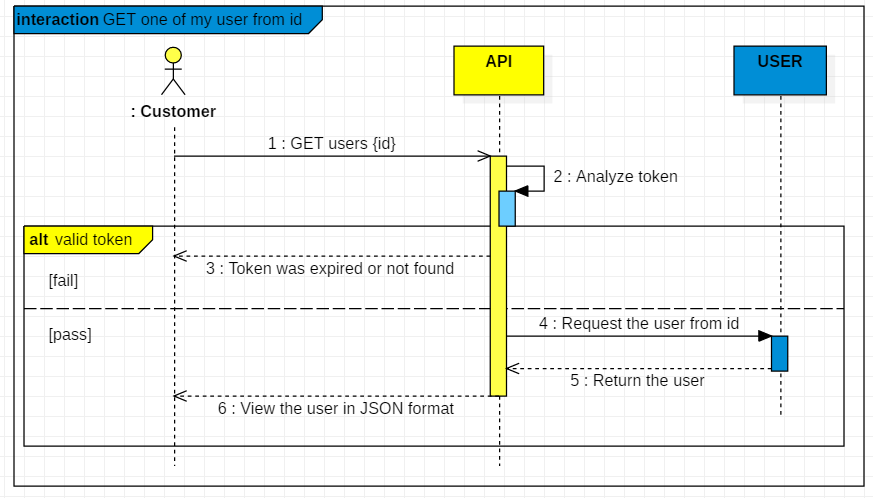 interaction GET one of my user from id
API
USER
: Customer
1 : GET users {id}
2 : Analyze token
alt valid token
3 : Token was expired or not found
[fail]
4 : Request the user from id
[pass]
5 : Return the user
6 : View the user in JSON format